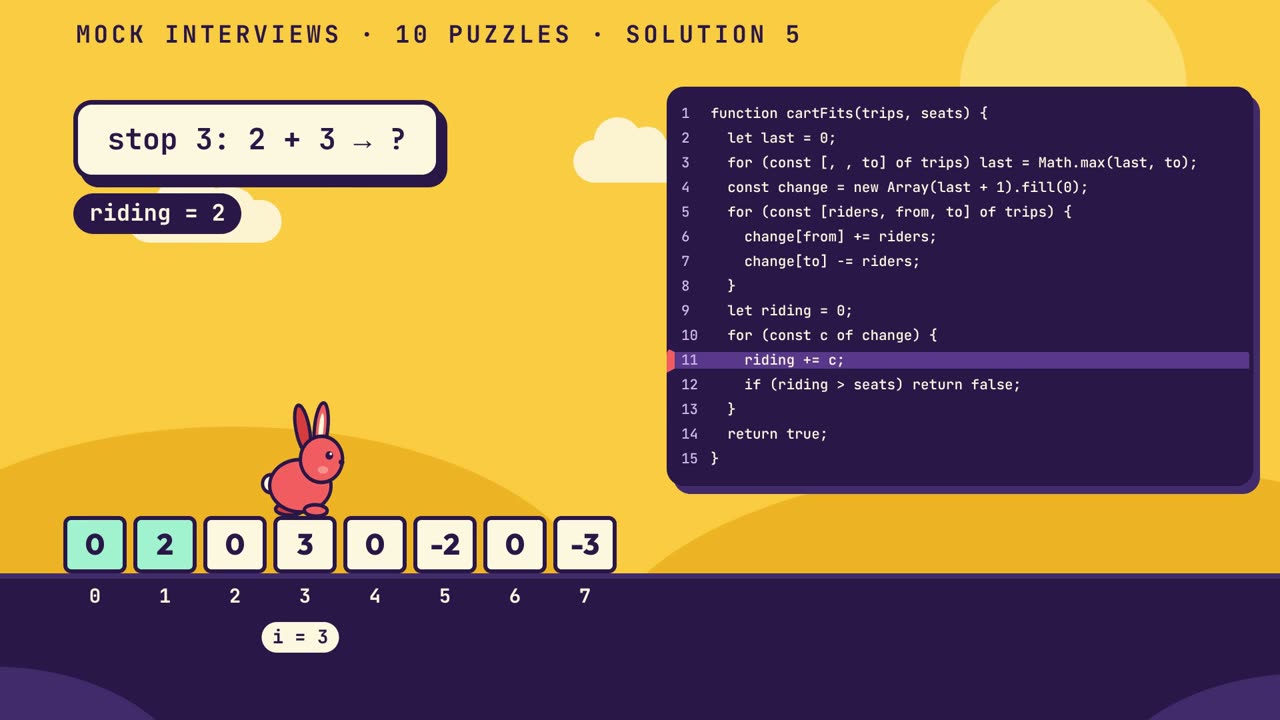 MOCK INTERVIEWS · 10 PUZZLES · SOLUTION 5
stop 3: 2 + 3 → ?
riding = 2
1 function cartFits(trips, seats) {
2 let last = 0;
3 for (const [, , to] of trips) last = Math.max(last, to);
4 const change = new Array(last + 1).fill(0);
5 for (const [riders, from, to] of trips) {
6 change[from] += riders;
7 change[to] -= riders;
8 }
9 let riding = 0;
10 for (const c of change) {
11 riding += c;
12 if (riding > seats) return false;
13 }
14 return true;
15 }
0 2 0 3 0 -2 0 -3
0 1 2 3 4 5 6 7
i = 3